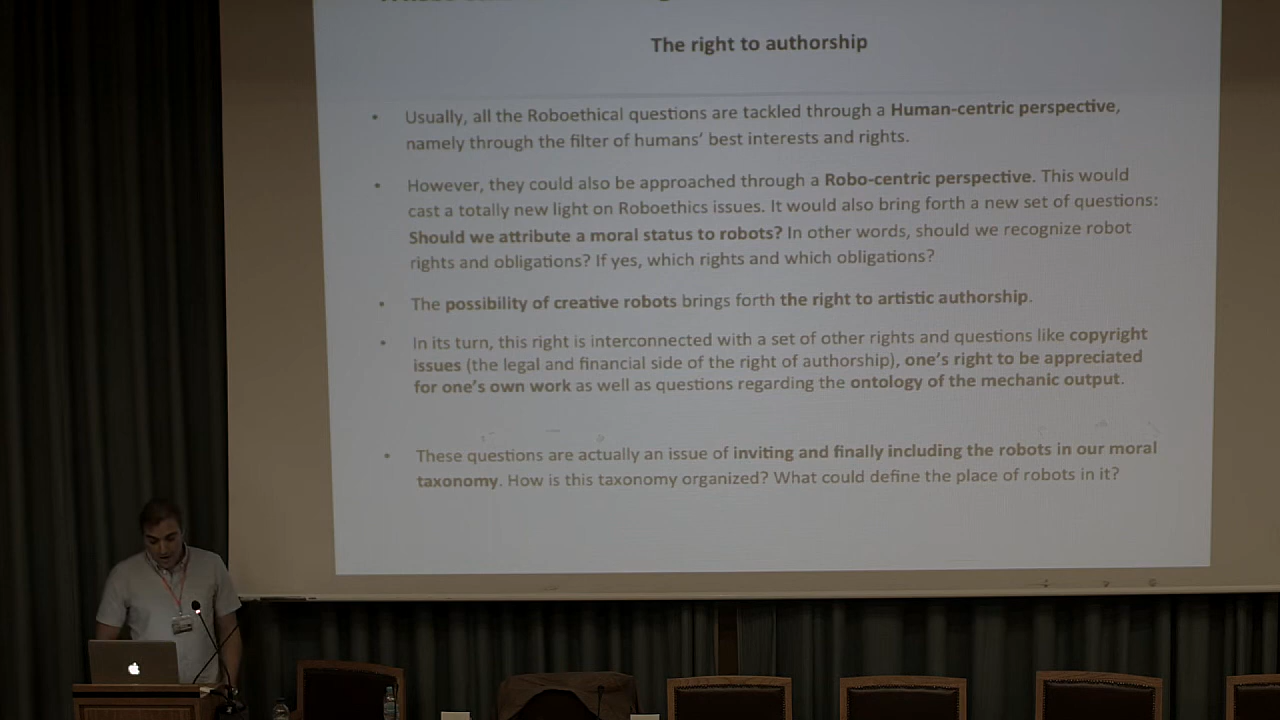 The right to authorship
• Usually, all the Roboethical questions are tackled through a Human-centric perspective,
namely through the filter of humans' best interests and rights.
• However, they could also be approached through a Robo-centric perspective. This would
cast a totally new light on Roboethics issues. It would also bring forth a new set of questions:
Should we attribute a moral status to robots? In other words, should we recognize robot
rights and obligations? If yes, which rights and which obligations?
• The possibility of creative robots brings forth the right to artistic authorship.
• In its turn, this right is interconnected with a set of other rights and questions like copyright
issues (the legal and financial side of the right of authorship), one's right to be appreciated
for one's own work as well as questions regarding the ontology of the mechanic output.
• These questions are actually an issue of inviting and finally including the robots in our moral
taxonomy. How is this taxonomy organized? What could define the place of robots in it?